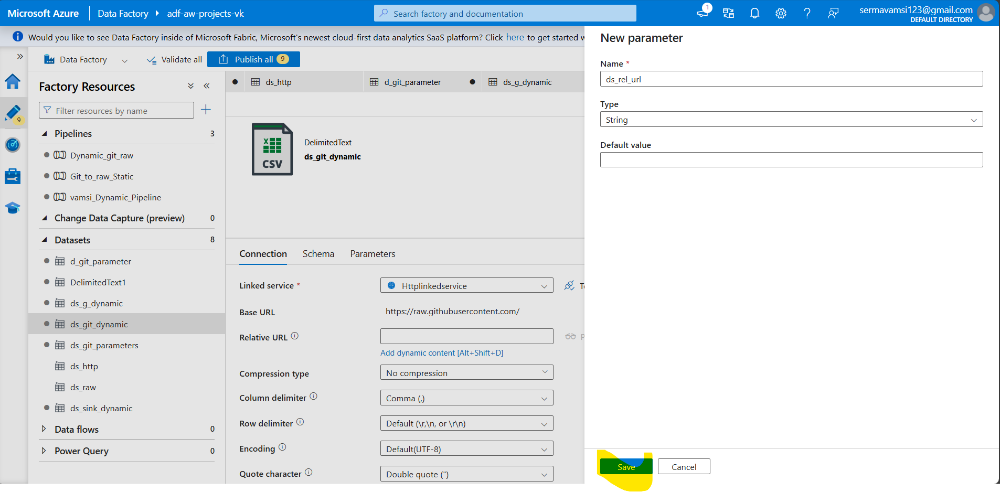 Microsoft Azure
Data Factory
adf-aw-projects-vk
Search factory and documentation
1
sermavamsi123@gmail.com
DEFAULT DIRECTORY
Would you like to see Data Factory inside of Microsoft Fabric, Microsoft's newest cloud-first data analytics SaaS platform? Click here to get started w
Data Factory
Validate all
Publish all 9
9
Factory Resources
Filter resources by name
Pipelines 3
Dynamic_git_raw
Git_to_raw_Static
vamsi_Dynamic_Pipeline
Change Data Capture (preview) 0
Datasets 8
d_git_parameter
DelimitedText1
ds_g_dynamic
ds_git_dynamic
ds_git_parameters
ds_http
ds_raw
ds_sink_dynamic
Data flows 0
Power Query 0
ds_http
d_git_parameter
ds_g_dynamic
CSV
DelimitedText
ds_git_dynamic
Connection Schema Parameters
Linked service * Httplinkedservice Te
Base URL https://raw.githubusercontent.com/
Relative URL P
Add dynamic content [Alt+Shift+D]
Compression type No compression
Column delimiter Comma (,)
Row delimiter Default (\r,\n, or \r\n)
Encoding Default(UTF-8)
Quote character Double quote (")
New parameter
Name *
ds_rel_url
Type
String
Default value
Save Cancel